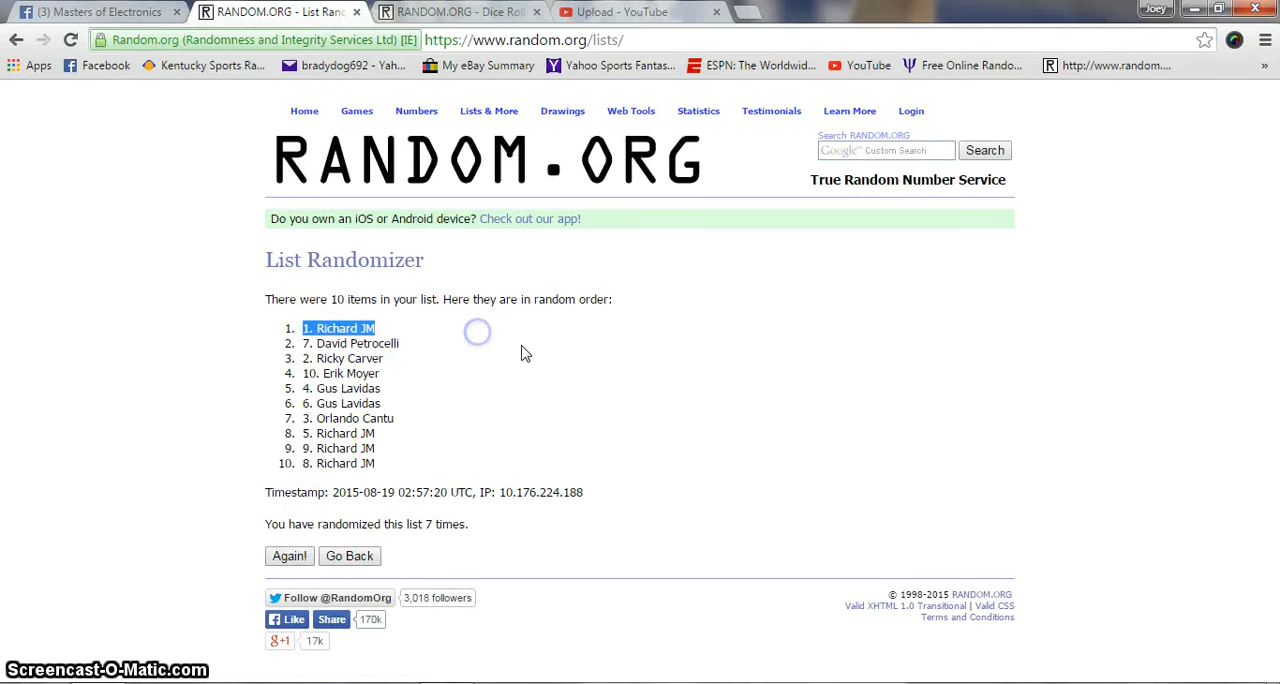 (3) Masters of Electronics
RANDOM.ORG - List Ran
RANDOM.ORG - Dice Roll
Upload - YouTube
Joey
Random.org (Randomness and Integrity Services Ltd) [IE]
https://www.random.org/lists/
Apps
Facebook
Kentucky Sports Ra...
bradydog692 - Yah...
My eBay Summary
Yahoo Sports Fantas...
ESPN: The Worldwid...
YouTube
Free Online Rando...
http://www.random....
»
Home Games Numbers Lists & More Drawings Web Tools Statistics Testimonials Learn More Login
RANDOM.ORG
Search RANDOM.ORG
Google™ Custom Search
Search
True Random Number Service
Do you own an iOS or Android device? Check out our app!
List Randomizer
There were 10 items in your list. Here they are in random order:
1. 1. Richard JM
2. 7. David Petrocelli
3. 2. Ricky Carver
4. 10. Erik Moyer
5. 4. Gus Lavidas
6. 6. Gus Lavidas
7. 3. Orlando Cantu
8. 5. Richard JM
9. 9. Richard JM
10. 8. Richard JM
Timestamp: 2015-08-19 02:57:20 UTC, IP: 10.176.224.188
You have randomized this list 7 times.
Again! Go Back
Follow @RandomOrg 3,018 followers
Like Share 170k
g+1 17k
© 1998-2015 RANDOM.ORG
Valid XHTML 1.0 Transitional | Valid CSS
Terms and Conditions
Screencast-O-Matic.com